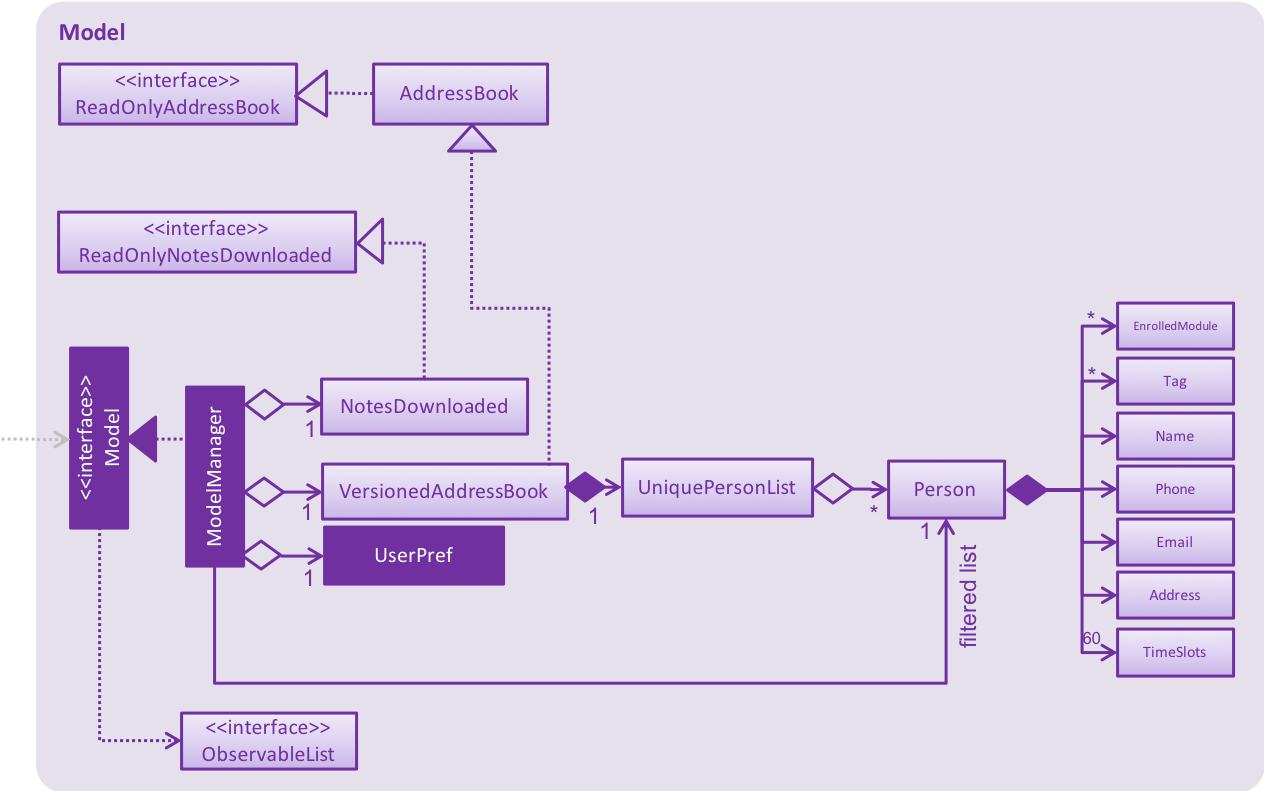 Model
<<interface>>
ReadOnlyAddressBook
AddressBook
<<interface>>
ReadOnlyNotesDownloaded
<<interface>>
Model
ModelManager
NotesDownloaded
1
VersionedAddressBook
1
UserPref
1
1
UniquePersonList
*
Person
1
filtered list
*
EnrolledModule
*
Tag
Name
Phone
Email
Address
60
TimeSlots
<<interface>>
ObservableList